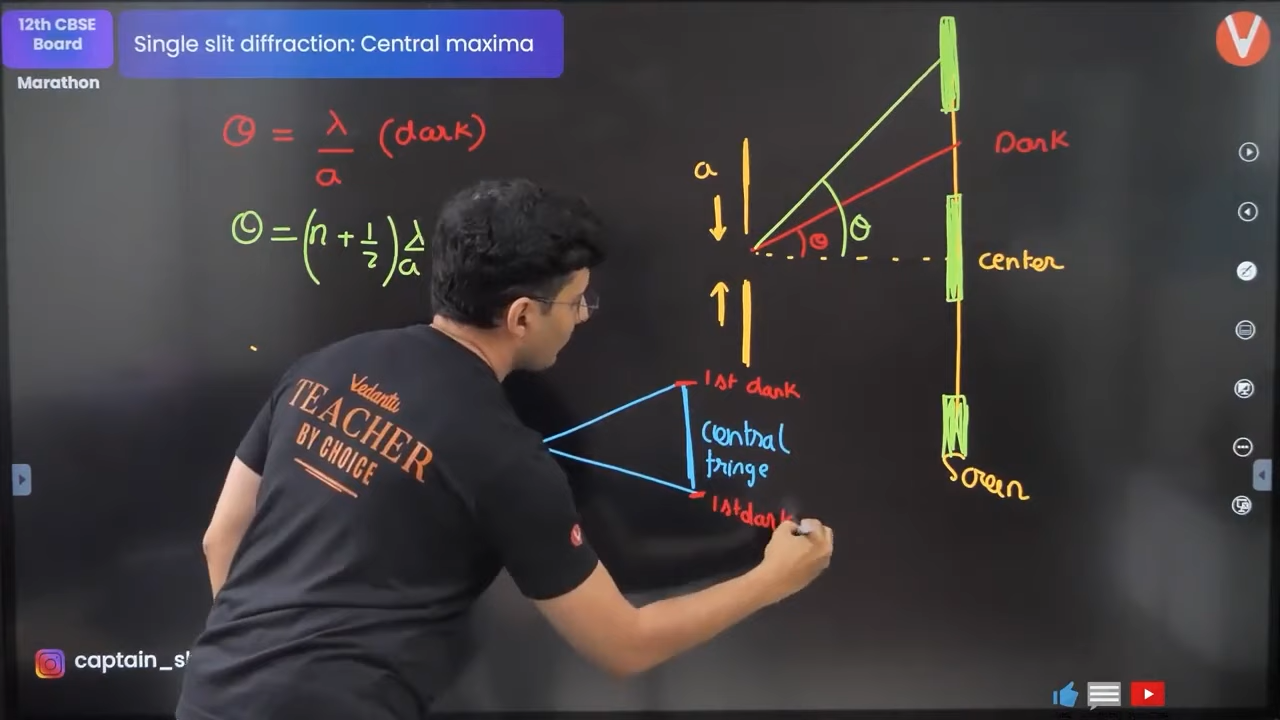 12th CBSE
Board
Marathon
Single slit diffraction: Central maxima
θ = λ/a (dark)
θ = (n + 1/2) λ/a
a
θ
θ
Dark
center
1st dark
central
fringe
1st dark
Screen
Vedantu
TEACHER
BY CHOICE
V